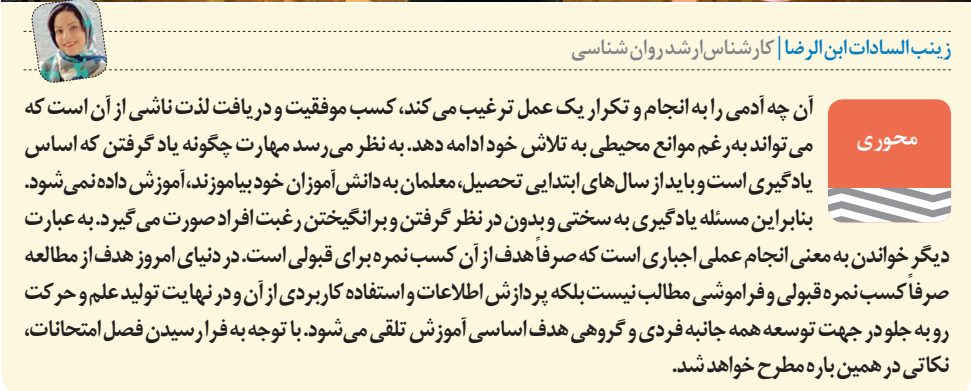 زینب‌السادات ابن‌الرضا | کارشناس ارشد روان شناسی
محوری
آن چه آدمی را به انجام و تکرار یک عمل ترغیب می‌کند، کسب موفقیت و دریافت لذت ناشی از آن است که
می تواند به‌رغم موانع محیطی به تلاش خود ادامه دهد. به نظر می‌رسد مهارت چگونه یاد گرفتن که اساس
یادگیری است و باید از سال‌های ابتدایی تحصیل، معلمان به دانش‌آموزان خود بیاموزند، آموزش داده نمی شود.
بنابراین مسئله یادگیری به سختی و بدون در نظر گرفتن و برانگیختن رغبت افراد صورت می گیرد. به عبارت
دیگر خواندن به معنی انجام عملی اجباری است که صرفاً هدف از آن کسب نمره برای قبولی است. در دنیای امروز هدف از مطالعه
صرفاً کسب نمره قبولی و فراموشی مطالب نیست بلکه پردازش اطلاعات و استفاده کاربردی از آن و در نهایت تولید علم و حرکت
رو به جلو در جهت توسعه همه جانبه فردی و گروهی هدف اساسی آموزش تلقی می‌شود. با توجه به فرا رسیدن فصل امتحانات،
نکاتی در همین باره مطرح خواهد شد.